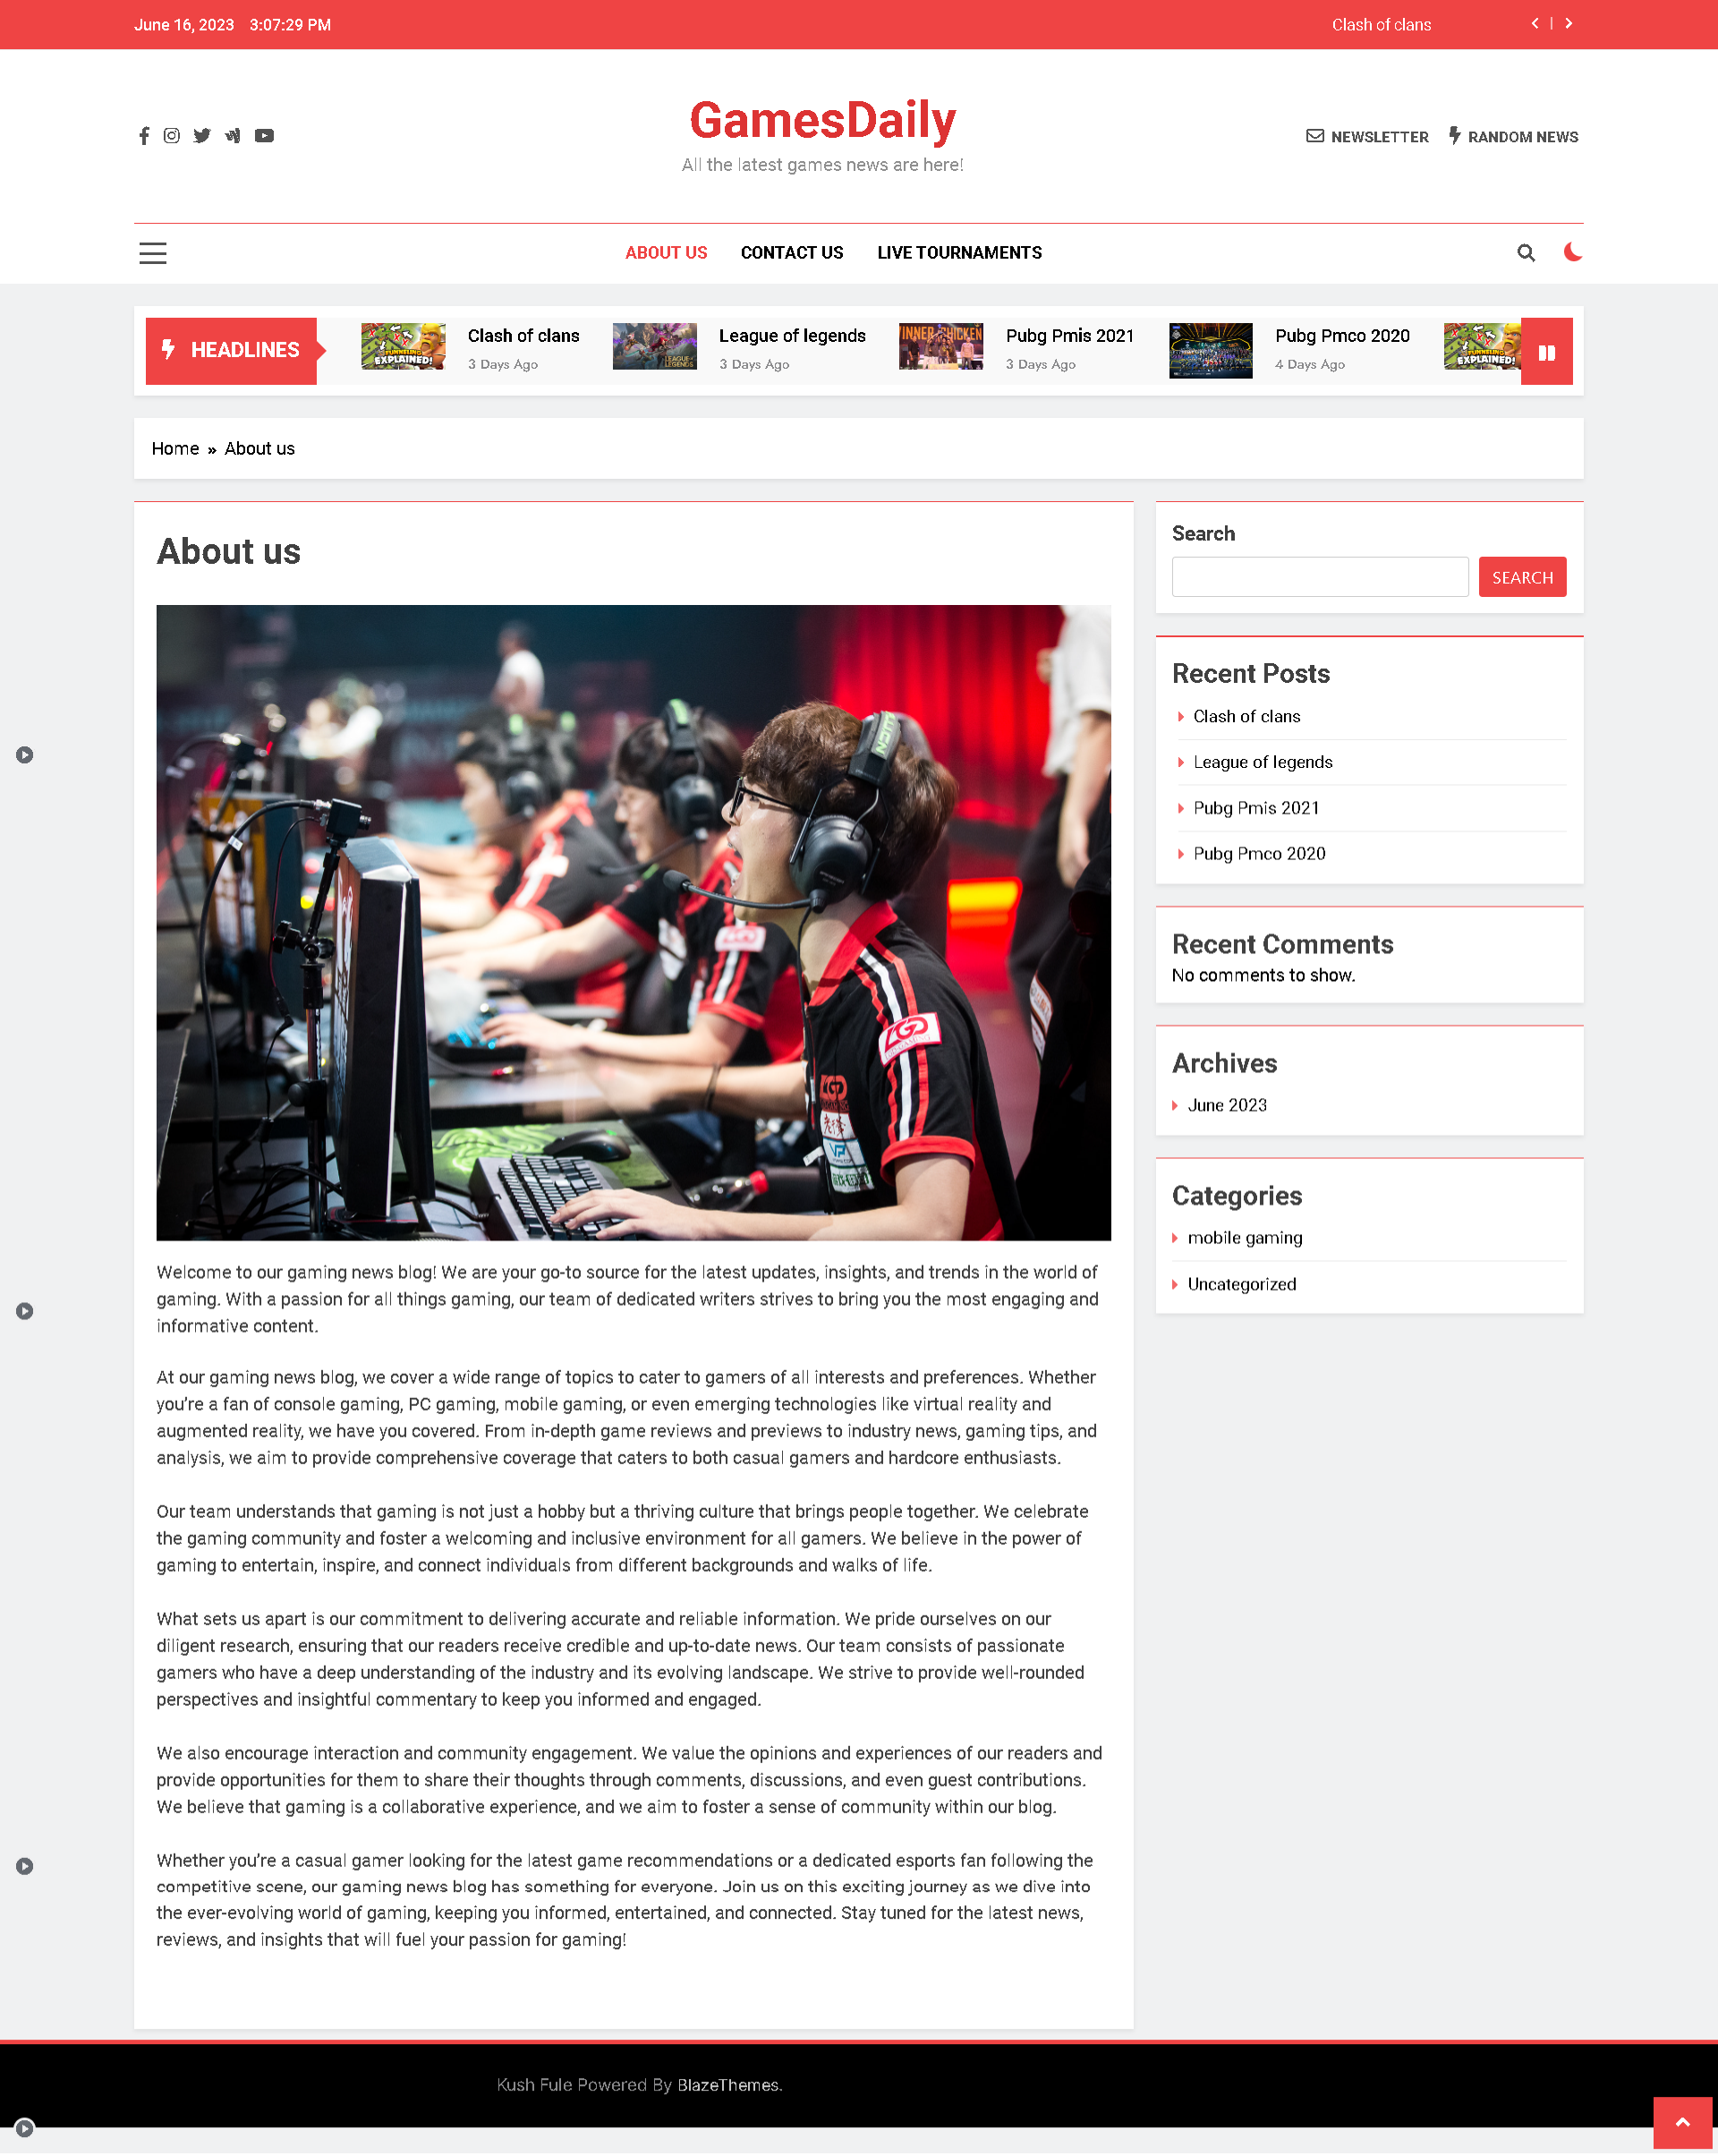 June 16, 2023 3:07:29 PM
Clash of clans
GamesDaily
All the latest games news are here!
NEWSLETTER
RANDOM NEWS
ABOUT US
CONTACT US
LIVE TOURNAMENTS
HEADLINES
FUNNELING
EXPLAINED!
Clash of clans
3 Days Ago
LEAGUE OF
LEGENDS
League of legends
3 Days Ago
Pubg Pmis 2021
3 Days Ago
Pubg Pmco 2020
4 Days Ago
FUNNELING
EXPLAINED!
Home » About us
About us
LGD
LGD
VP
Welcome to our gaming news blog! We are your go-to source for the latest updates, insights, and trends in the world of
gaming. With a passion for all things gaming, our team of dedicated writers strives to bring you the most engaging and
informative content.
At our gaming news blog, we cover a wide range of topics to cater to gamers of all interests and preferences. Whether
you’re a fan of console gaming, PC gaming, mobile gaming, or even emerging technologies like virtual reality and
augmented reality, we have you covered. From in-depth game reviews and previews to industry news, gaming tips, and
analysis, we aim to provide comprehensive coverage that caters to both casual gamers and hardcore enthusiasts.
Our team understands that gaming is not just a hobby but a thriving culture that brings people together. We celebrate
the gaming community and foster a welcoming and inclusive environment for all gamers. We believe in the power of
gaming to entertain, inspire, and connect individuals from different backgrounds and walks of life.
What sets us apart is our commitment to delivering accurate and reliable information. We pride ourselves on our
diligent research, ensuring that our readers receive credible and up-to-date news. Our team consists of passionate
gamers who have a deep understanding of the industry and its evolving landscape. We strive to provide well-rounded
perspectives and insightful commentary to keep you informed and engaged.
We also encourage interaction and community engagement. We value the opinions and experiences of our readers and
provide opportunities for them to share their thoughts through comments, discussions, and even guest contributions.
We believe that gaming is a collaborative experience, and we aim to foster a sense of community within our blog.
Whether you’re a casual gamer looking for the latest game recommendations or a dedicated esports fan following the
competitive scene, our gaming news blog has something for everyone. Join us on this exciting journey as we dive into
the ever-evolving world of gaming, keeping you informed, entertained, and connected. Stay tuned for the latest news,
reviews, and insights that will fuel your passion for gaming!
Search
SEARCH
Recent Posts
Clash of clans
League of legends
Pubg Pmis 2021
Pubg Pmco 2020
Recent Comments
No comments to show.
Archives
June 2023
Categories
mobile gaming
Uncategorized
Kush Fule Powered By BlazeThemes.